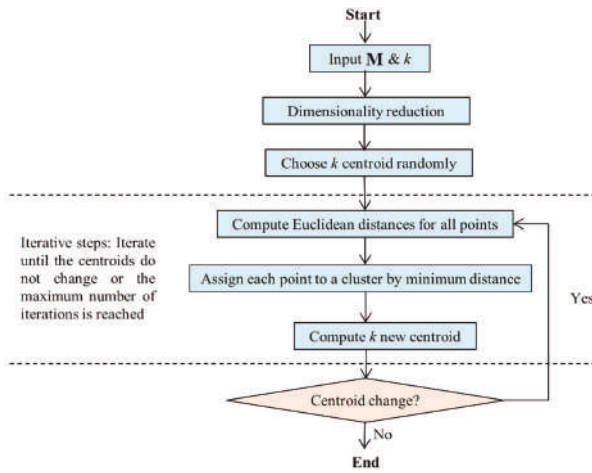 Start
Input M & k
Dimensionality reduction
Choose k centroid randomly
Compute Euclidean distances for all points
Iterative steps: Iterate
until the centroids do
not change or the
maximum number of
iterations is reached
Assign each point to a cluster by minimum distance
Yes
Compute k new centroid
Centroid change?
No
End